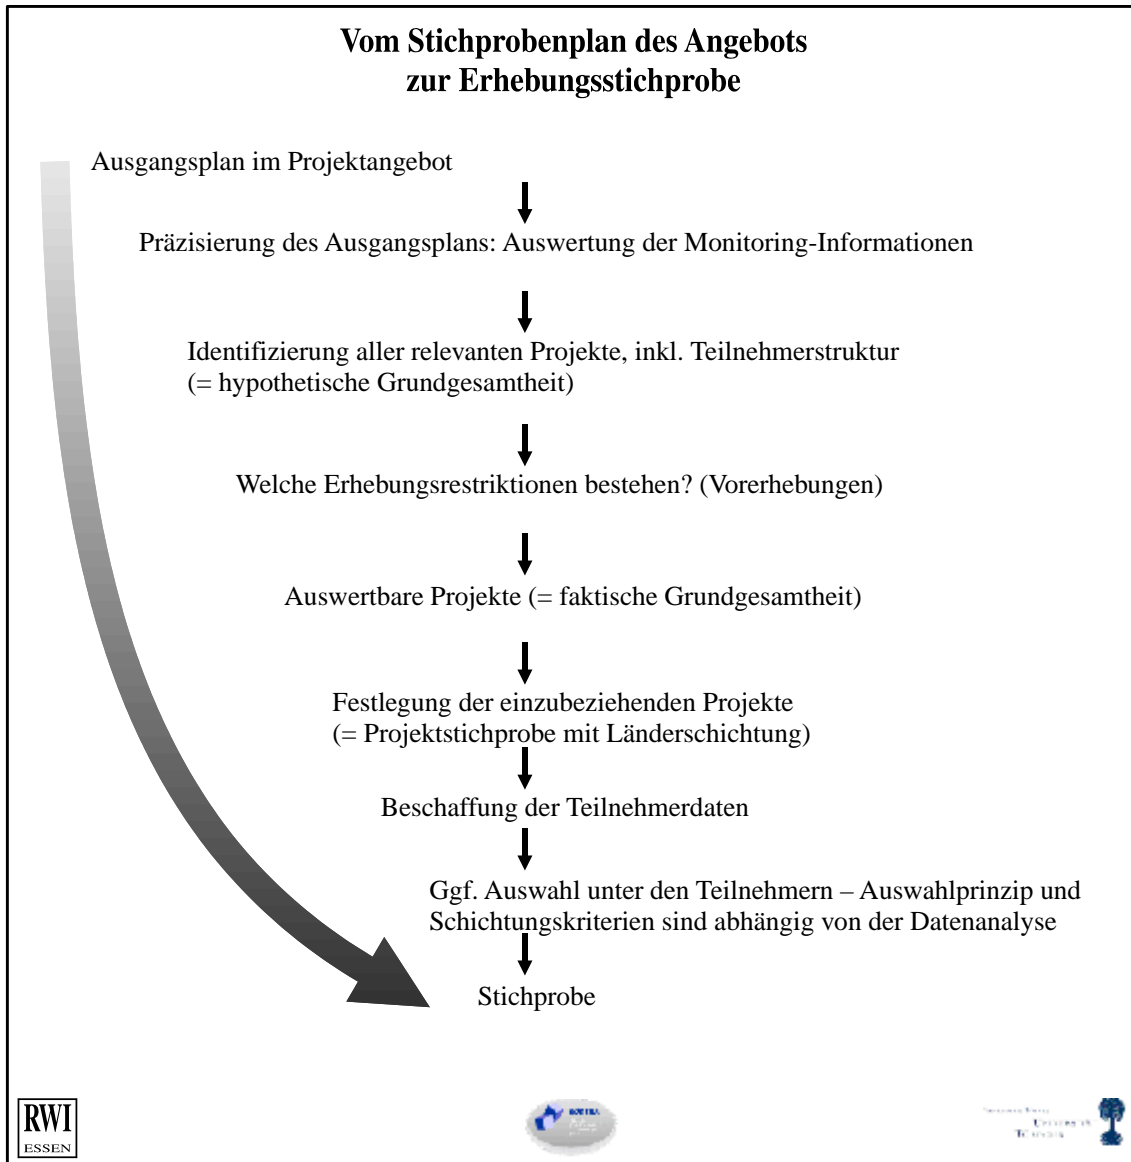 Vom Stichprobenplan des Angebots
zur Erhebungsstichprobe
Ausgangsplan im Projektangebot
Präzisierung des Ausgangsplans: Auswertung der Monitoring-Informationen
Identifizierung aller relevanten Projekte, inkl. Teilnehmerstruktur
(= hypothetische Grundgesamtheit)
Welche Erhebungsrestriktionen bestehen? (Vorerhebungen)
Auswertbare Projekte (= faktische Grundgesamtheit)
Festlegung der einzubeziehenden Projekte
(= Projektstichprobe mit Länderschichtung)
Beschaffung der Teilnehmerdaten
Ggf. Auswahl unter den Teilnehmern – Auswahlprinzip und
Schichtungskriterien sind abhängig von der Datenanalyse
Stichprobe
RWI
ESSEN